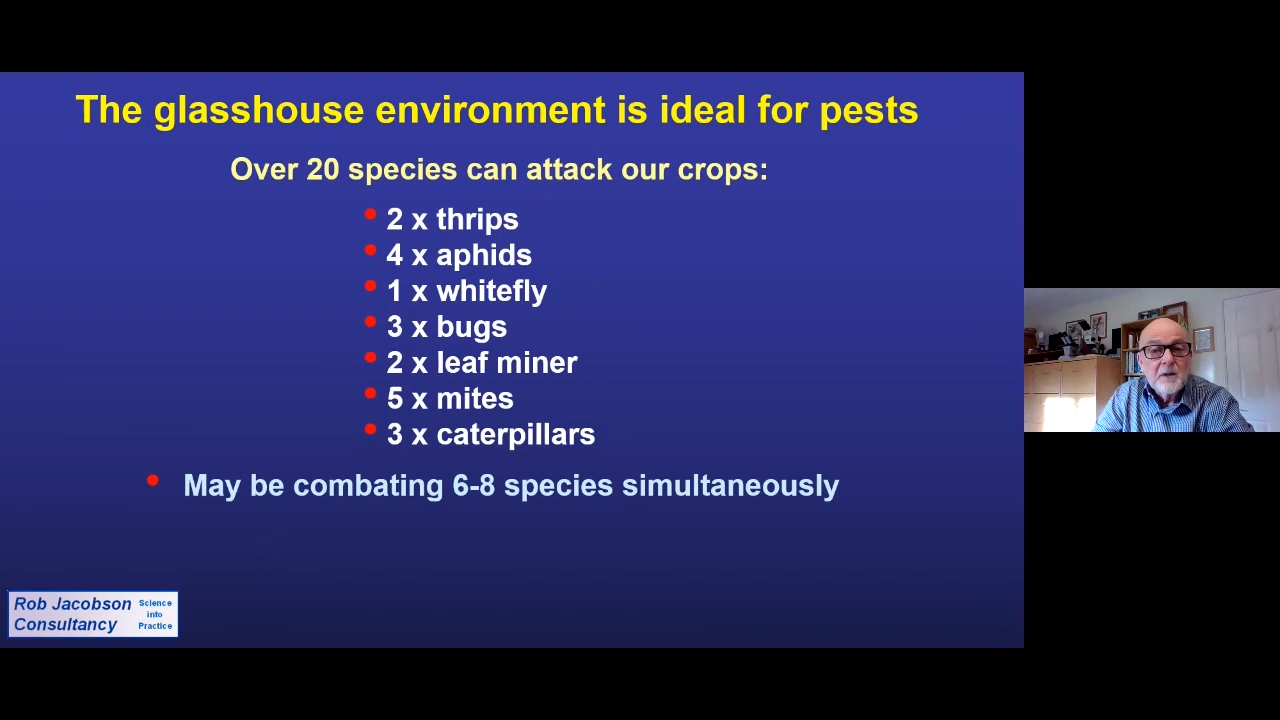 The glasshouse environment is ideal for pests
Over 20 species can attack our crops:
• 2 x thrips
• 4 x aphids
• 1 x whitefly
• 3 x bugs
• 2 x leaf miner
• 5 x mites
• 3 x caterpillars
• May be combating 6-8 species simultaneously
Rob Jacobson
Consultancy
Science
into
Practice